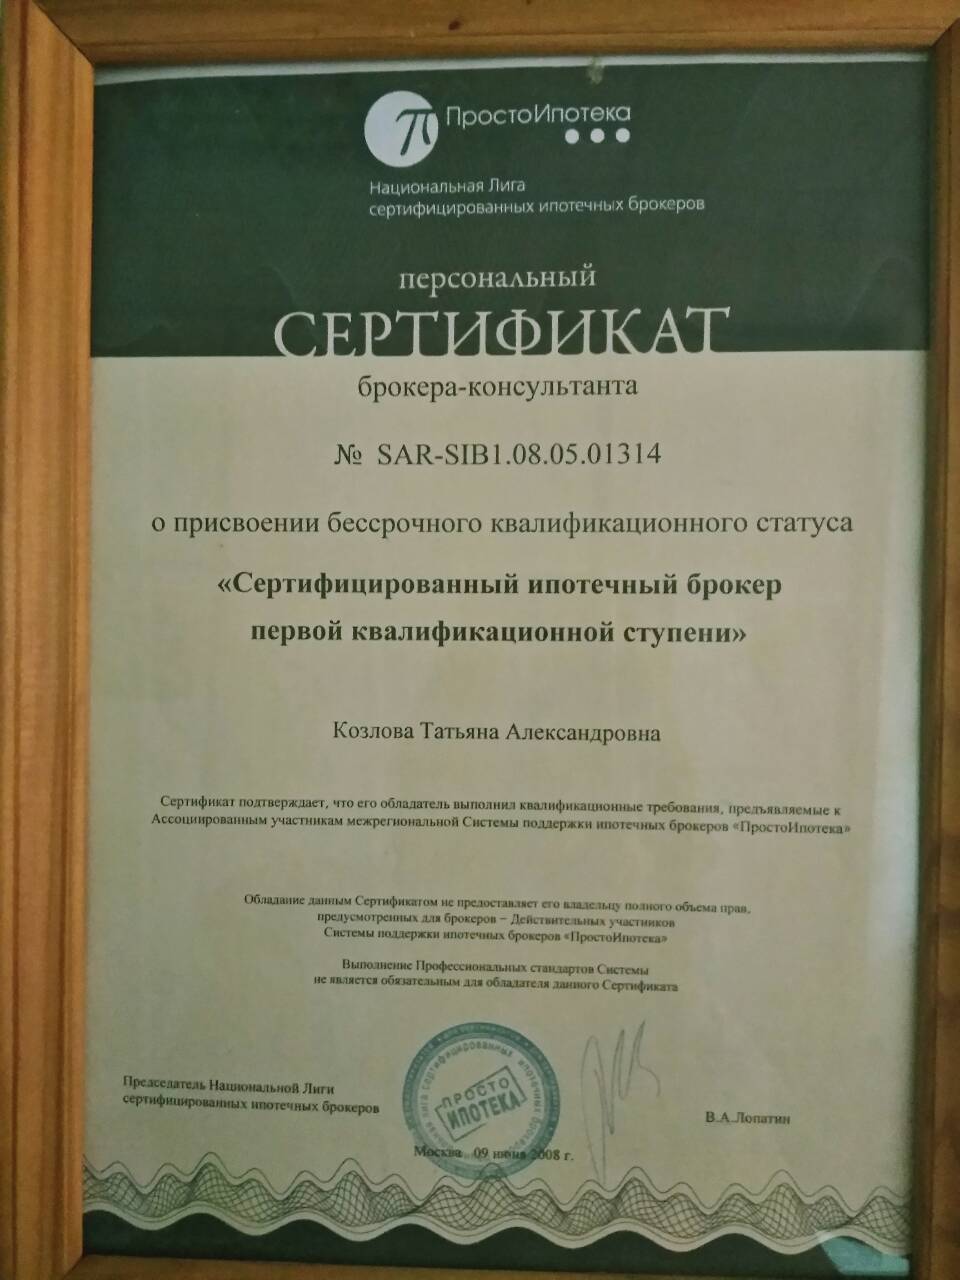 π ПростоИпотека
Национальная Лига
сертифицированных ипотечных брокеров
персональный
СЕРТИФИКАТ
брокера-консультанта
№ SAR-SIB1.08.05.01314
о присвоении бессрочного квалификационного статуса
«Сертифицированный ипотечный брокер
первой квалификационной ступени»
Козлова Татьяна Александровна
Сертификат подтверждает, что его обладатель выполнил квалификационные требования, предъявляемые к
Ассоциированным участникам межрегиональной Системы поддержки ипотечных брокеров «ПростоИпотека»
Обладание данным Сертификатом не предоставляет его владельцу полного объема прав,
предусмотренных для брокеров – Действительных участников
Системы поддержки ипотечных брокеров «ПростоИпотека»
Выполнение Профессиональных стандартов Системы
не является обязательным для обладателя данного Сертификата
Председатель Национальной Лиги
сертифицированных ипотечных брокеров
сертифицированных ипотечных
ПРОСТО
ИПОТЕКА
В.А.Лопатин
Москва 09 июня 2008 г.